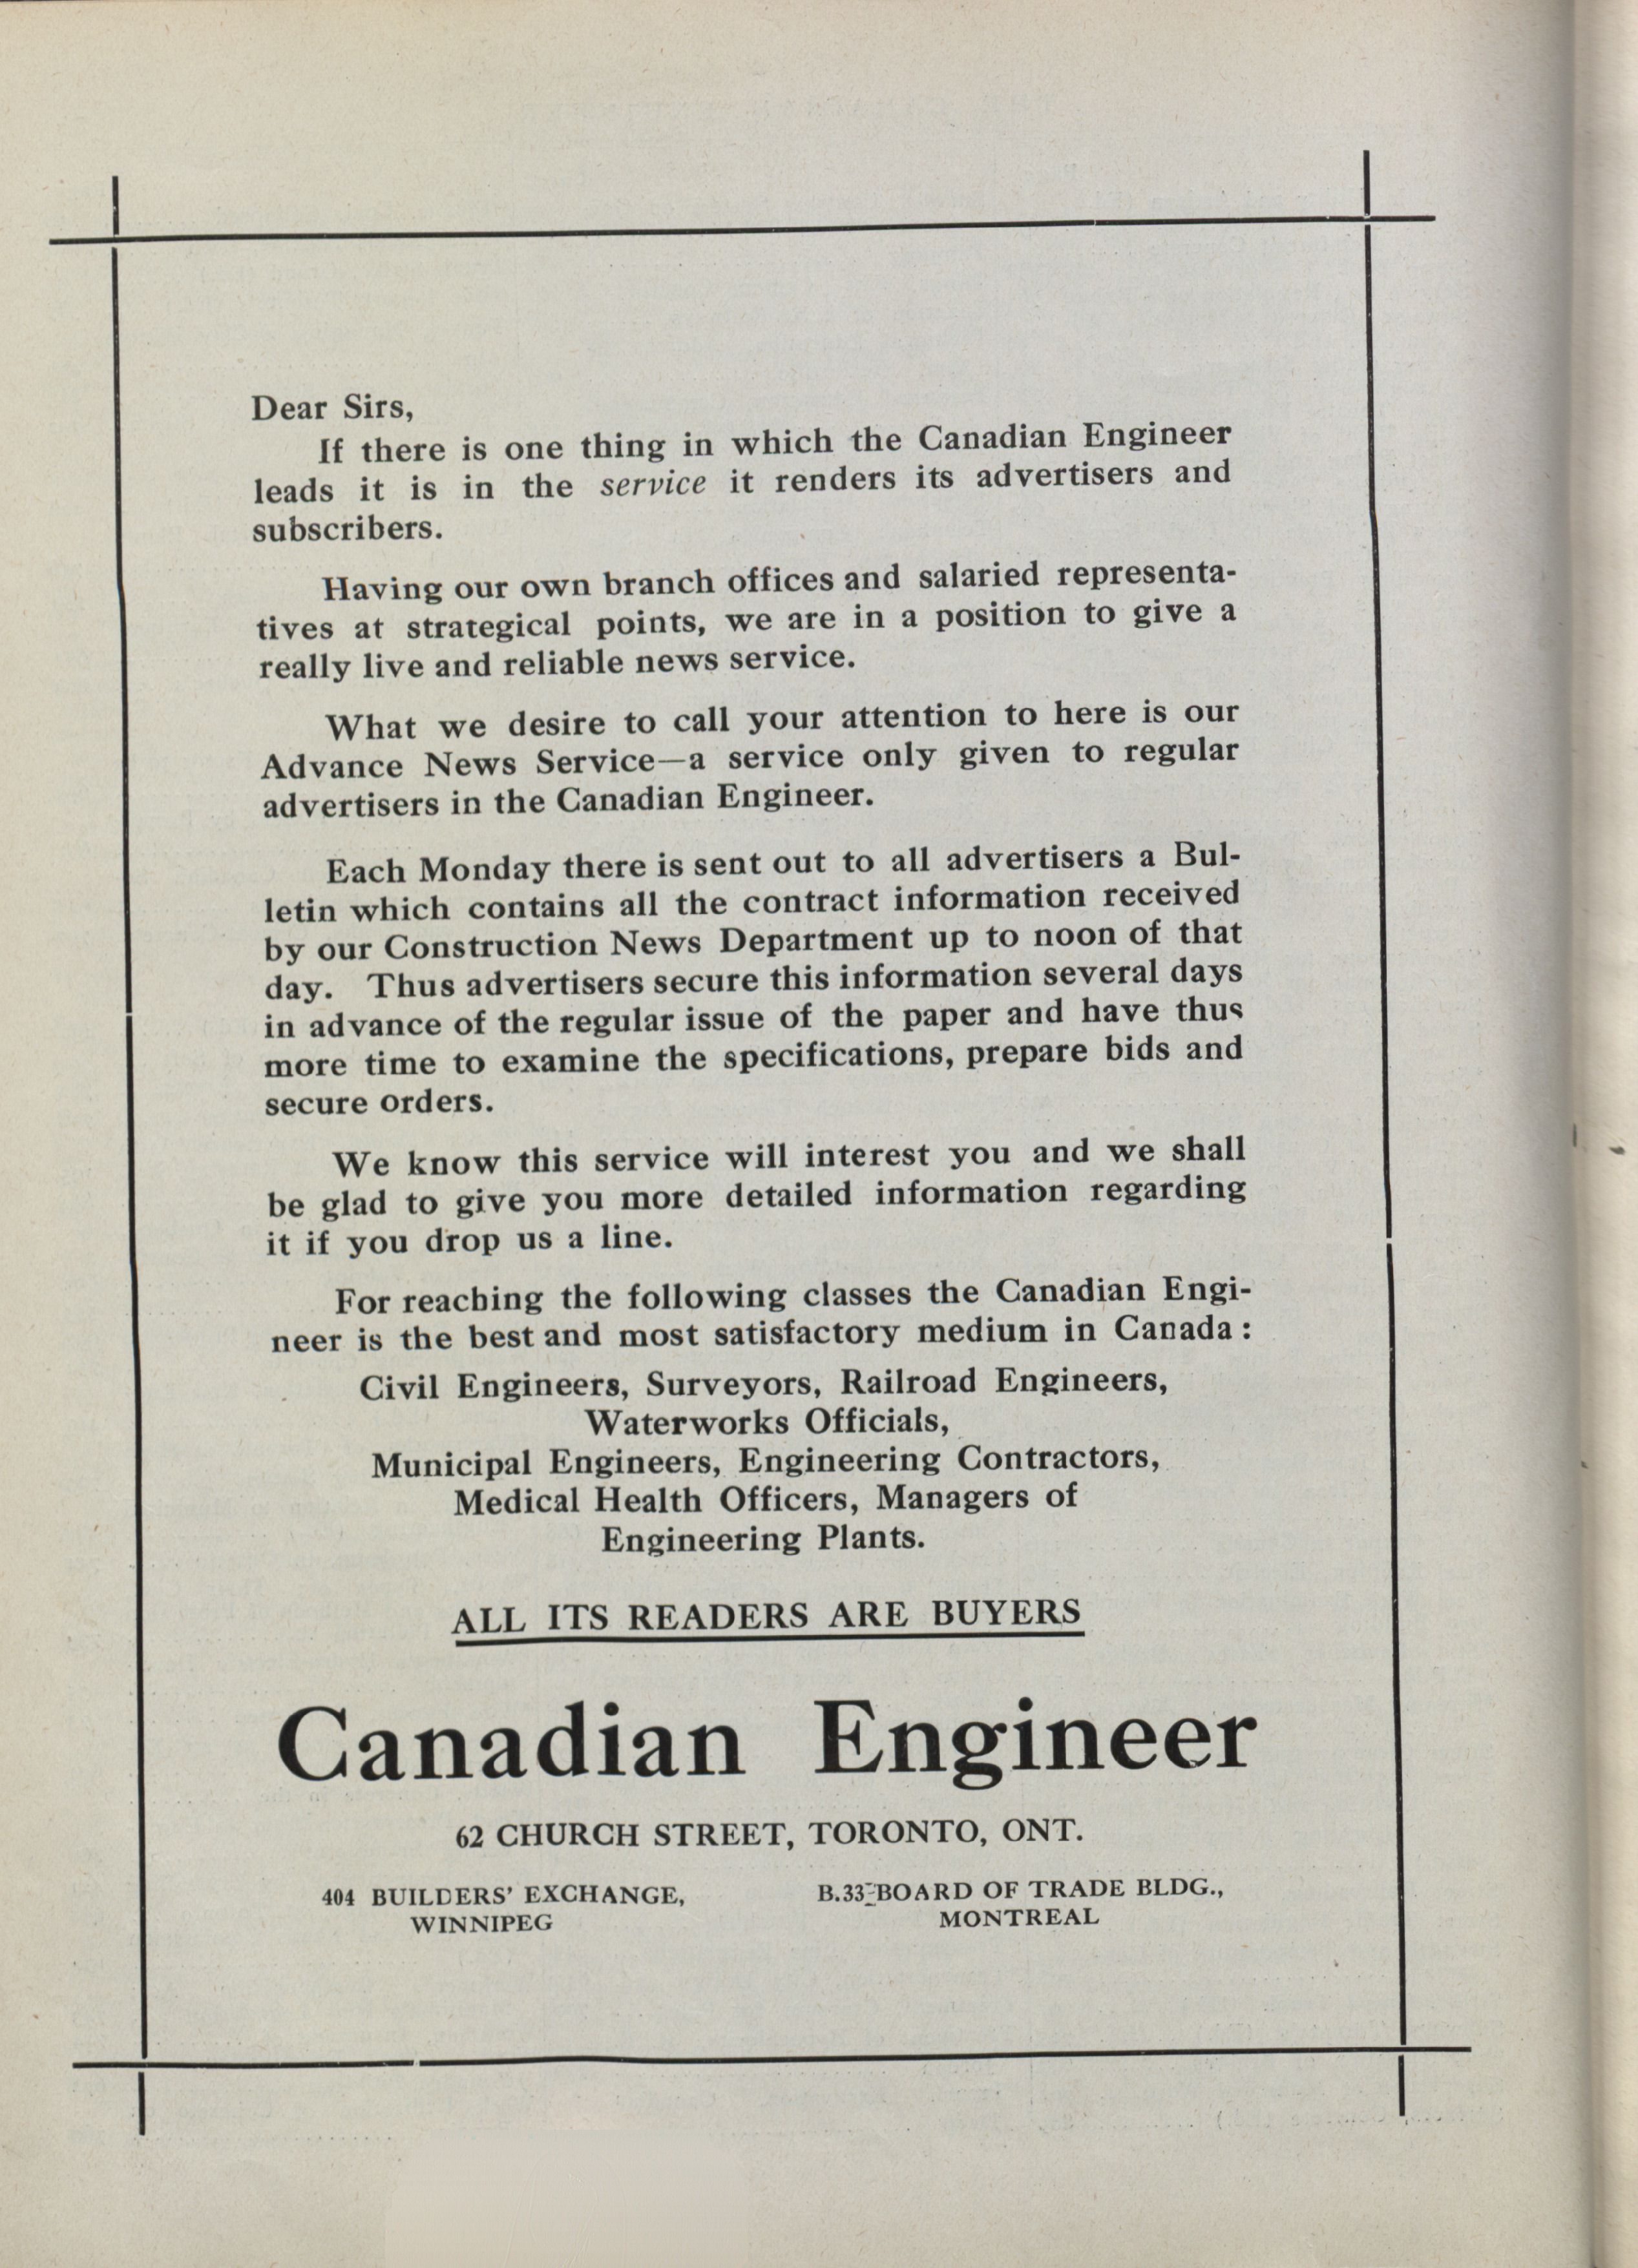 Dear Sirs,
If there is one thing in which the Canadian Engineer
leads it is in the service it renders its advertisers and
subscribers.
Having our own branch offices and salaried representa-
tives at strategical points, we are in a position to give a
really live and reliable news service.
What we desire to call your attention to here is our
Advance News Service—a service only given to regular
advertisers in the Canadian Engineer.
Each Monday there is sent out to all advertisers a Bul-
letin which contains all the contract information received
by our Construction News Department up to noon of that
day. Thus advertisers secure this information several days
in advance of the regular issue of the paper and have thus
more time to examine the specifications, prepare bids and
secure orders.
We know this service will interest you and we shall
be glad to give you more detailed information regarding
it if you drop us a line.
For reaching the following classes the Canadian Engi-
neer is the best and most satisfactory medium in Canada:
Civil Engineers, Surveyors, Railroad Engineers,
Waterworks Officials,
Municipal Engineers, Engineering Contractors,
Medical Health Officers, Managers of
Engineering Plants.
ALL ITS READERS ARE BUYERS
Canadian Engineer
62 CHURCH STREET, TORONTO, ONT.
404 BUILDERS' EXCHANGE,
WINNIPEG
B.33-BOARD OF TRADE BLDG.,
MONTREAL